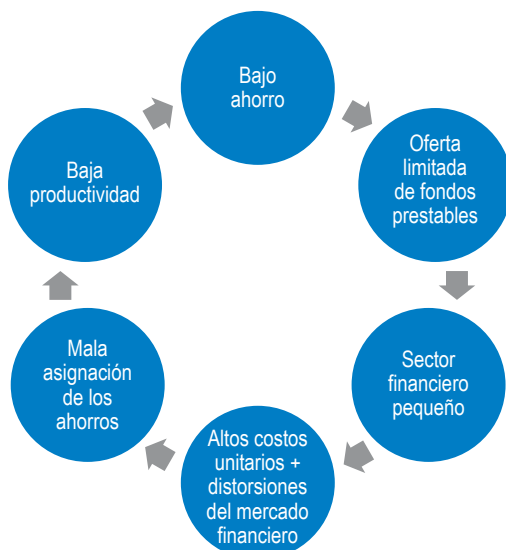 Bajo
ahorro
Oferta
limitada
de fondos
prestables
Sector
financiero
pequeño
Altos costos
unitarios +
distorsiones
del mercado
financiero
Mala
asignación
de los
ahorros
Baja
productividad